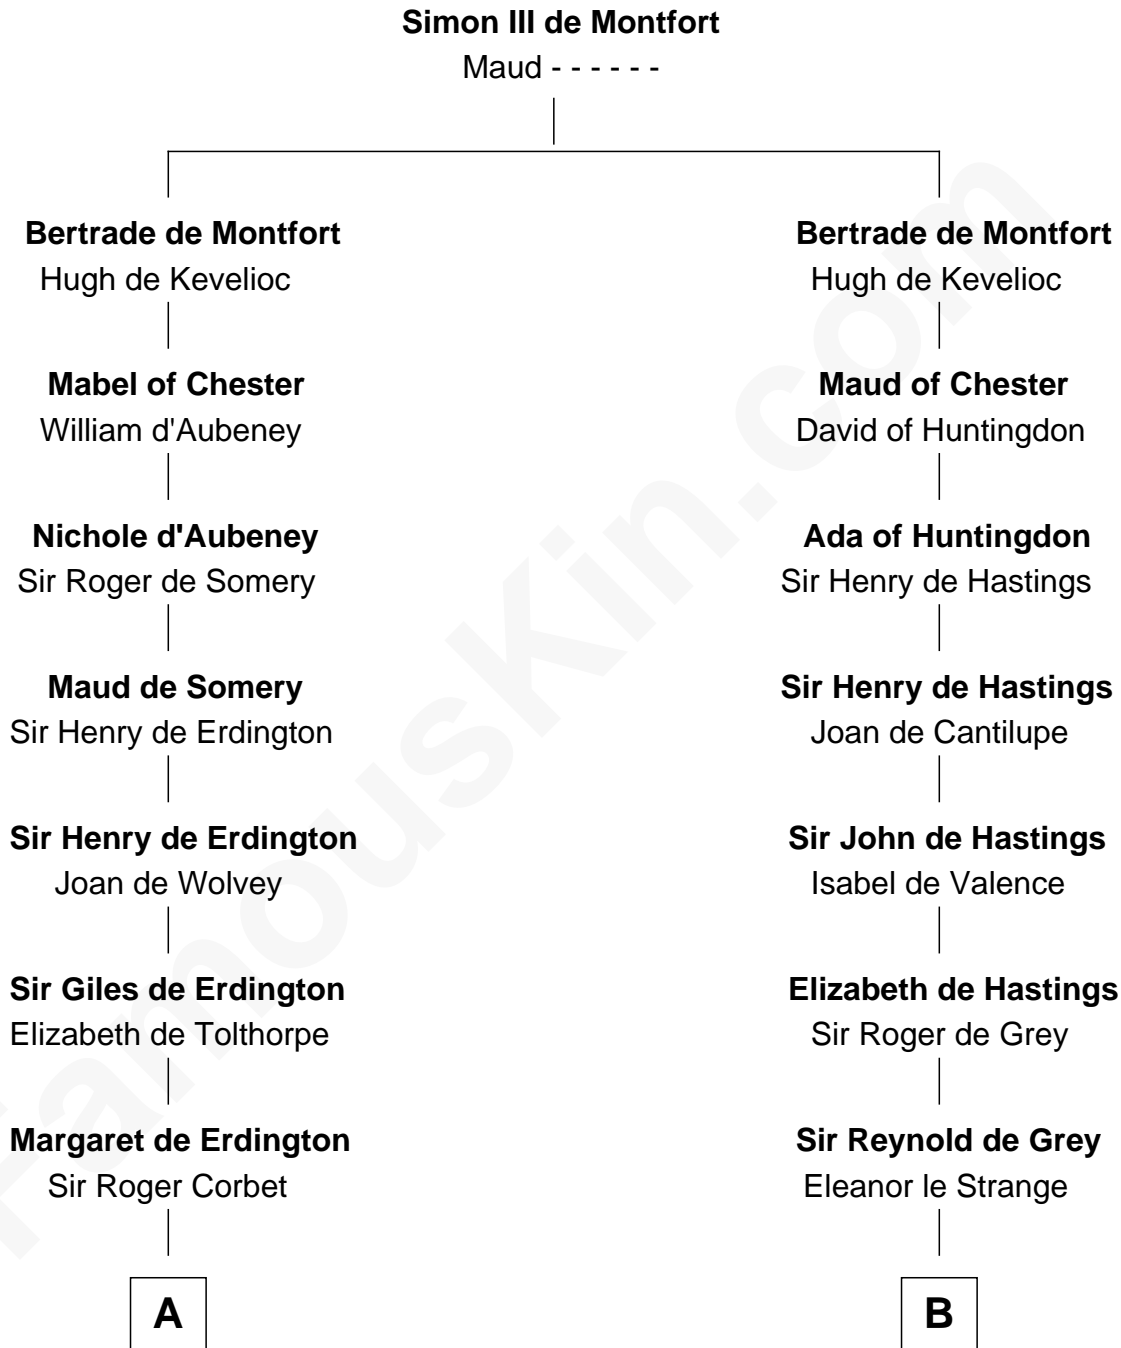 Simon III de Montfort
Maud - - - - - -
Bertrade de Montfort
Hugh de Kevelioc
Mabel of Chester
William d'Aubeney
Nichole d'Aubeney
Sir Roger de Somery
Maud de Somery
Sir Henry de Erdington
Sir Henry de Erdington
Joan de Wolvey
Sir Giles de Erdington
Elizabeth de Tolthorpe
Margaret de Erdington
Sir Roger Corbet
A
Bertrade de Montfort
Hugh de Kevelioc
Maud of Chester
David of Huntingdon
Ada of Huntingdon
Sir Henry de Hastings
Sir Henry de Hastings
Joan de Cantilupe
Sir John de Hastings
Isabel de Valence
Elizabeth de Hastings
Sir Roger de Grey
Sir Reynold de Grey
Eleanor le Strange
B
FamousKin.com